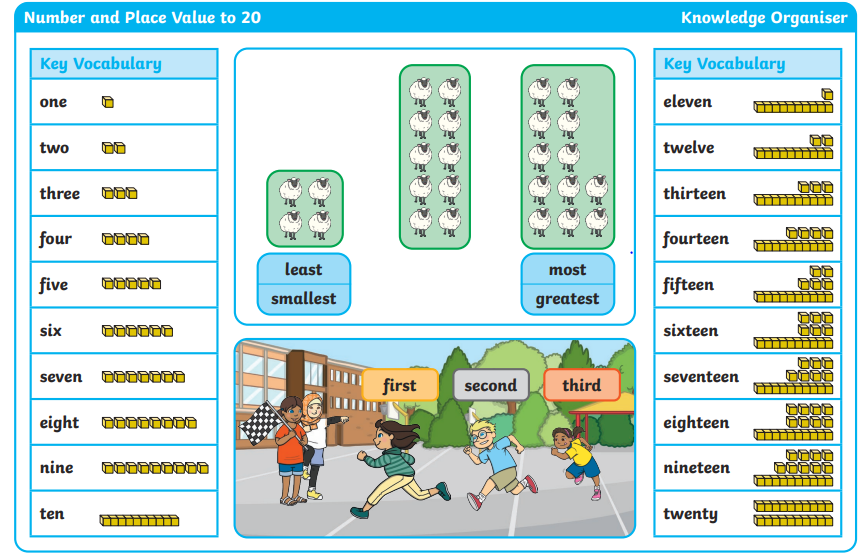 Number and Place Value to 20
Knowledge Organiser
Key Vocabulary
one
two
three
four
five
six
seven
eight
nine
ten
least
smallest
most
greatest
first
second
third
Key Vocabulary
eleven
twelve
thirteen
fourteen
fifteen
sixteen
seventeen
eighteen
nineteen
twenty